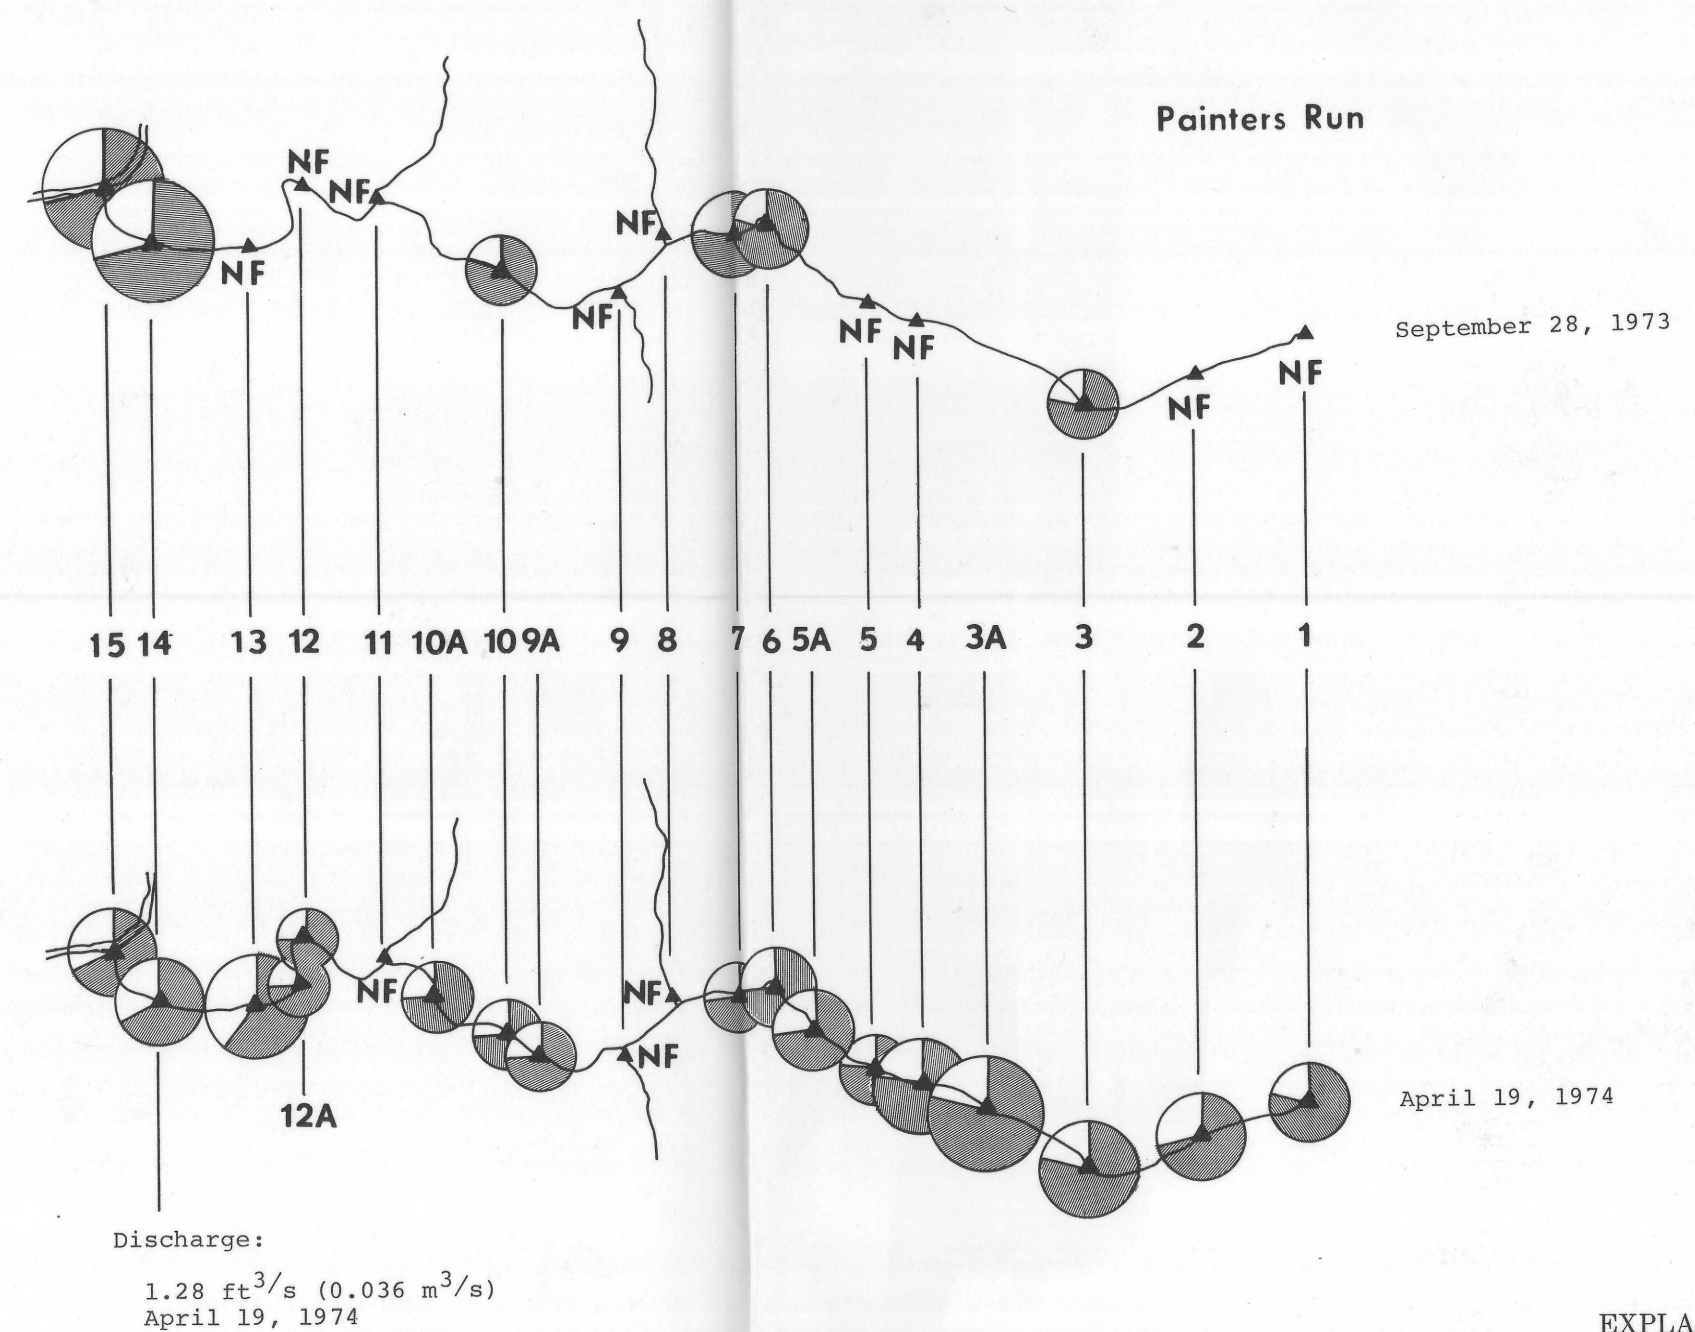 Painters Run
NF
NF
NF
NF
NF
NF
NF
NF
NF
September 28, 1973
15 14 13 12 11 10A 10 9A 9 8 7 6 5A 5 4 3A 3 2 1
NF
NF
NF
April 19, 1974
12A
Discharge:
1.28 ft³/s (0.036 m³/s)
April 19, 1974
EXPLA